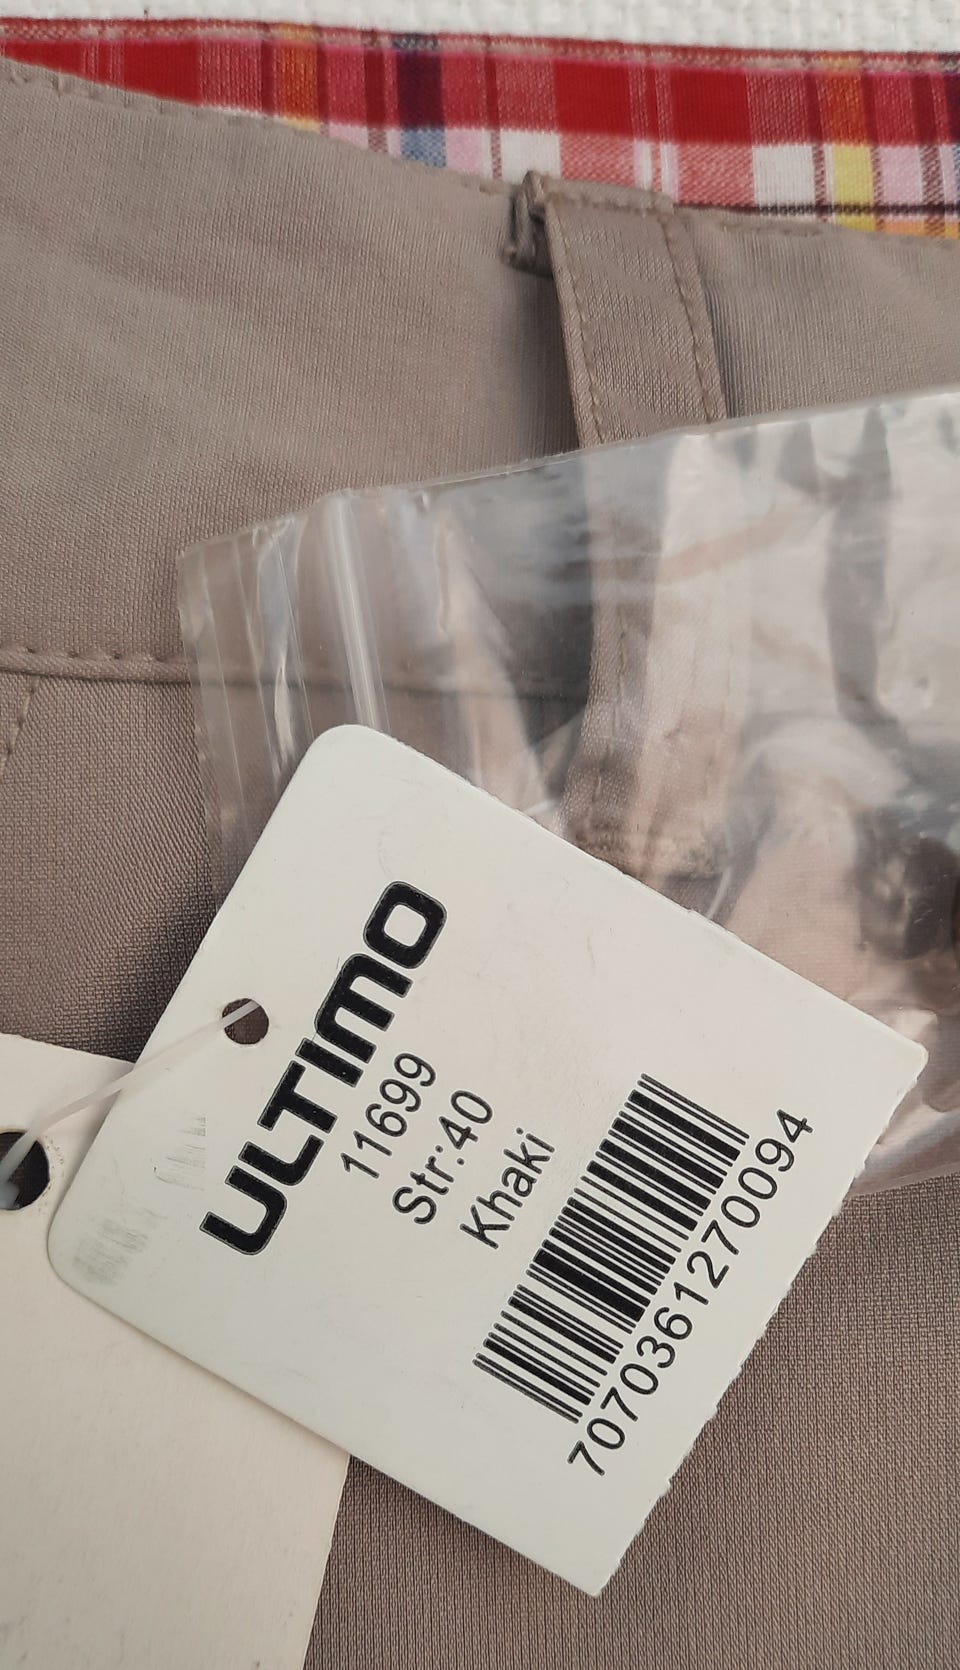 ULTIMO
11699
Str.:40
Khaki
7070361270094